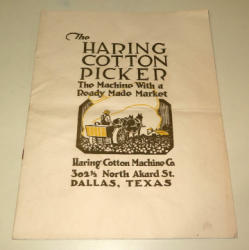 The
HARING
COTTON
PICKER
The Machine With a
Ready Made Market
Haring Cotton Machine Co
302½ North Akard St.
DALLAS, TEXAS